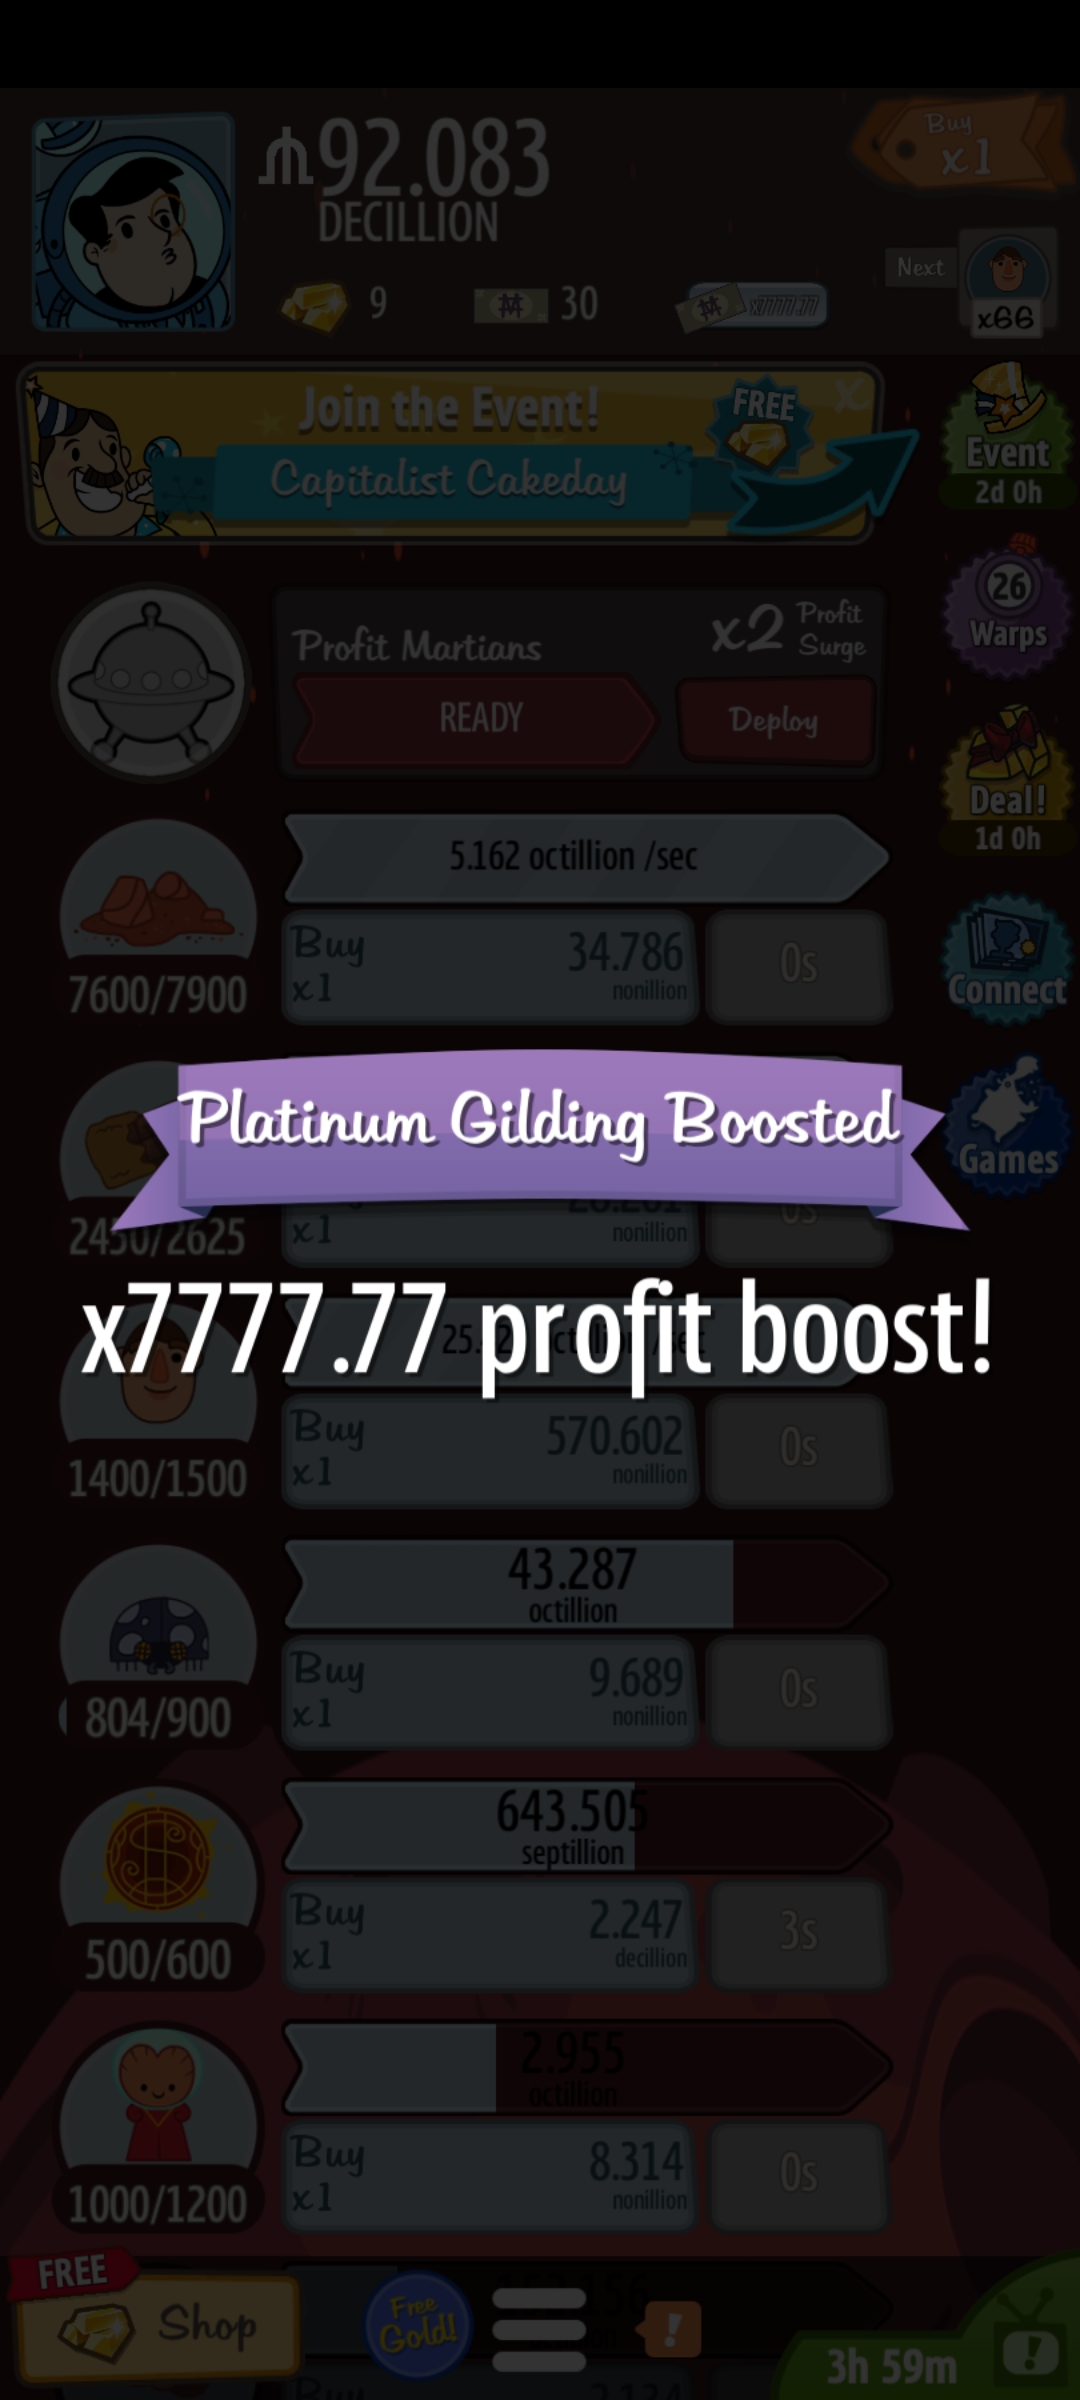 92.083
DECILLION
Buy
x1
9
30
x7777.77
Next
x66
Join the Event!
Capitalist Cakeday
FREE
Event
2d 0h
Profit Martians
x2 Profit Surge
READY
Deploy
26
Warps
Deal!
1d 0h
5.162 octillion /sec
Buy x1
34.786 nonillion
0s
7600/7900
Connect
Platinum Gilding Boosted
Games
x1
nonillion
0s
2450/2625
x7777.77 profit boost!
Buy x1
570.602 nonillion
0s
1400/1500
43.287
octillion
Buy x1
9.689 nonillion
0s
804/900
643.505
septillion
Buy x1
2.247 decillion
3s
500/600
2.955
octillion
Buy x1
8.314 nonillion
0s
1000/1200
FREE
Shop
Free Gold!
!
3h 59m
!
Buy
2.134